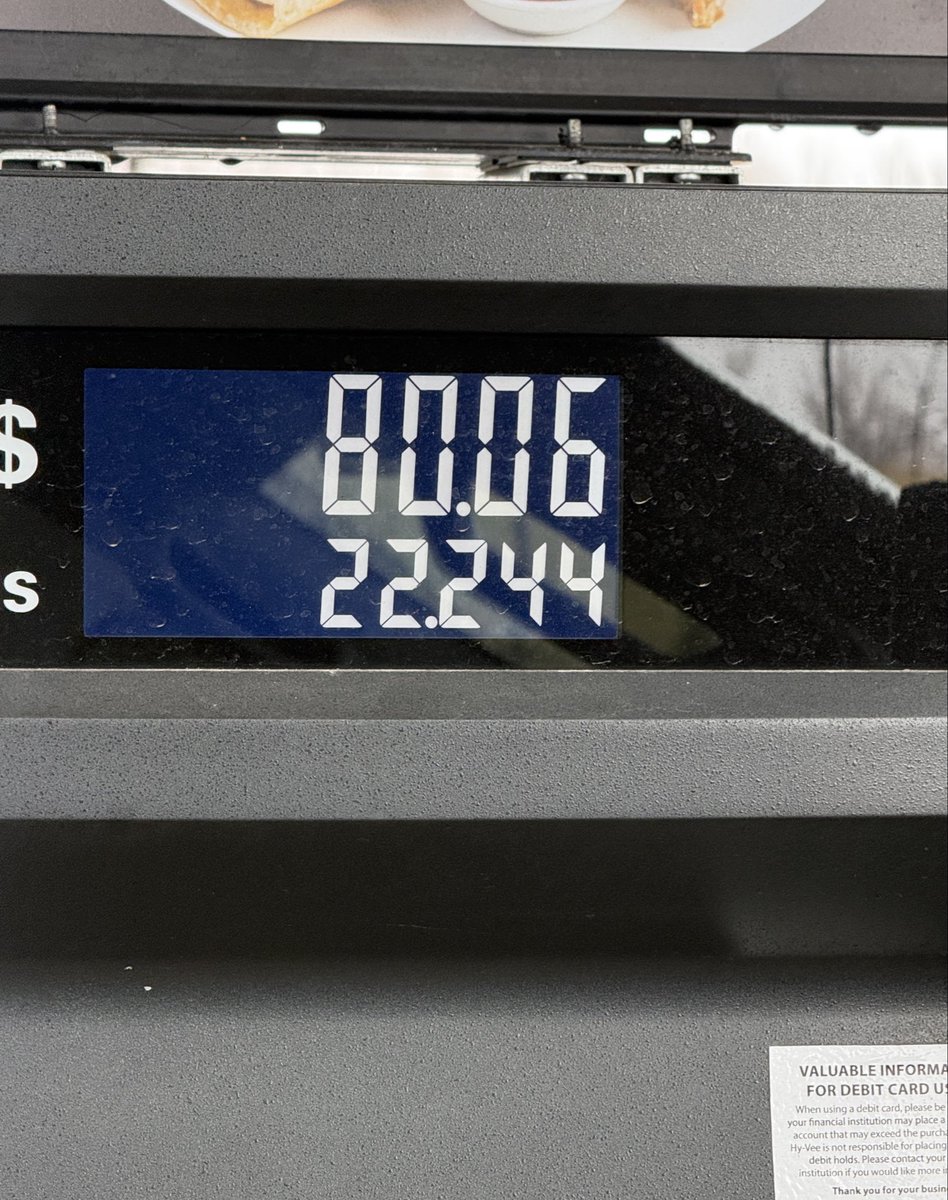 $ 80.06
s 22.244
VALUABLE INFORMA
FOR DEBIT CARD US
When using a debit card, please be
your financial institution may place a
account that may exceed the purch
Hy-Vee is not responsible for placing
debit holds. Please contact your
institution if you would like more in
Thank you for your busin